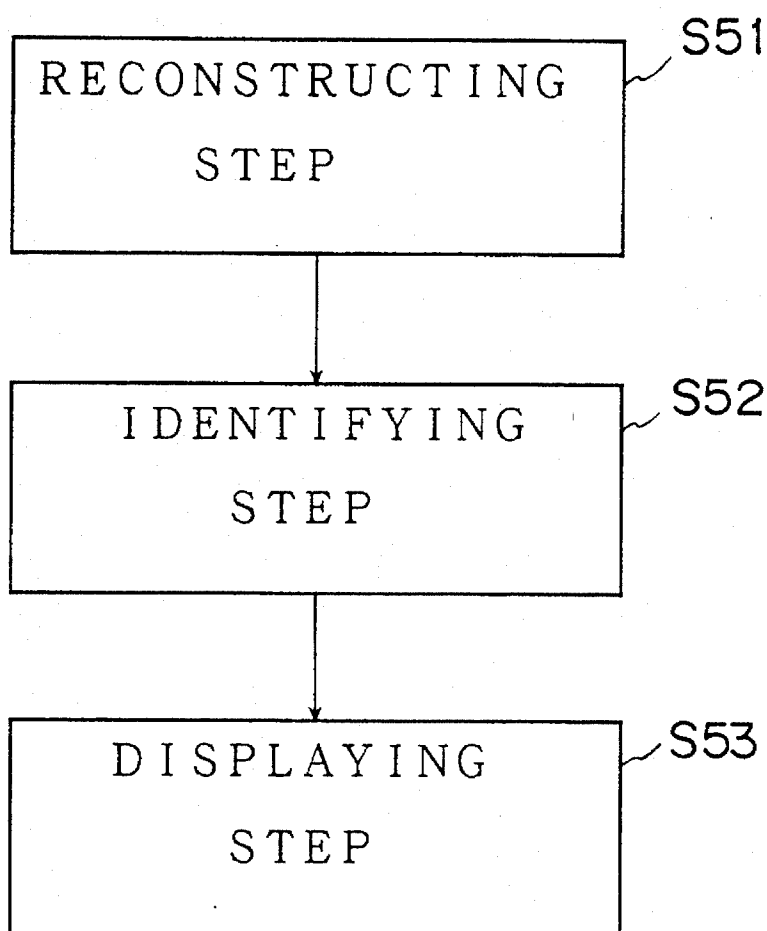 S51
RECONSTRUCTING
STEP
S52
IDENTIFYING
STEP
S53
DISPLAYING
STEP